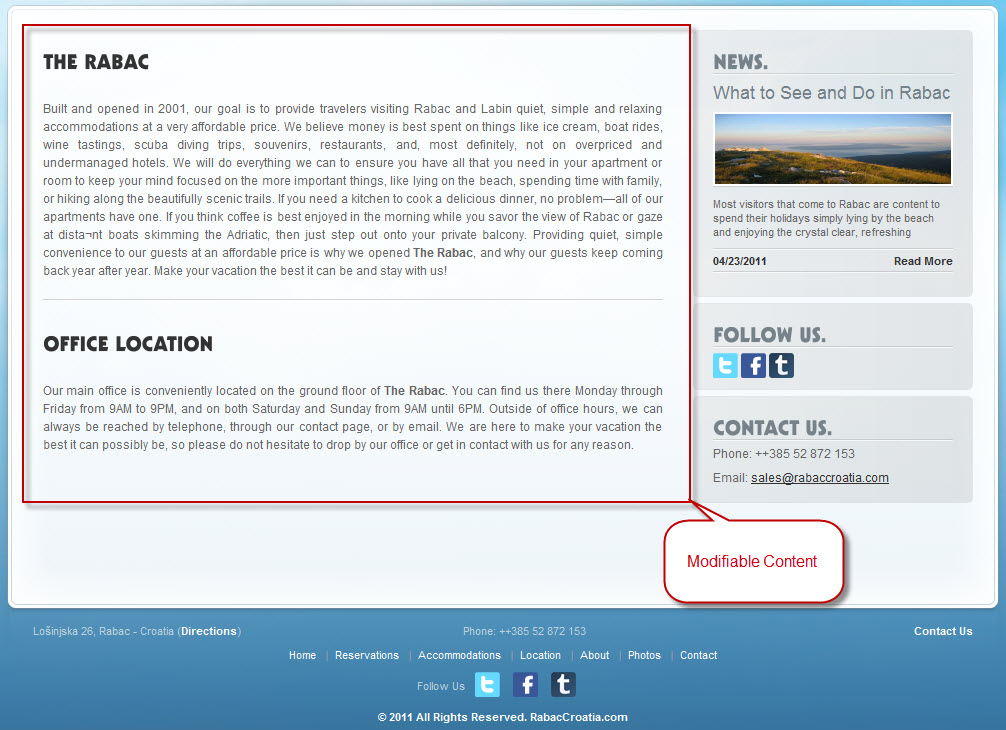 THE RABAC
Built and opened in 2001, our goal is to provide travelers visiting Rabac and Labin quiet, simple and relaxing
accommodations at a very affordable price. We believe money is best spent on things like ice cream, boat rides,
wine tastings, scuba diving trips, souvenirs, restaurants, and, most definitely, not on overpriced and
undermanaged hotels. We will do everything we can to ensure you have all that you need in your apartment or
room to keep your mind focused on the more important things, like lying on the beach, spending time with family,
or hiking along the beautifully scenic trails. If you need a kitchen to cook a delicious dinner, no problem—all of our
apartments have one. If you think coffee is best enjoyed in the morning while you savor the view of Rabac or gaze
at dista¬nt boats skimming the Adriatic, then just step out onto your private balcony. Providing quiet, simple
convenience to our guests at an affordable price is why we opened The Rabac, and why our guests keep coming
back year after year. Make your vacation the best it can be and stay with us!
OFFICE LOCATION
Our main office is conveniently located on the ground floor of The Rabac. You can find us there Monday through
Friday from 9AM to 9PM, and on both Saturday and Sunday from 9AM until 6PM. Outside of office hours, we can
always be reached by telephone, through our contact page, or by email. We are here to make your vacation the
best it can possibly be, so please do not hesitate to drop by our office or get in contact with us for any reason.
NEWS.
What to See and Do in Rabac
Most visitors that come to Rabac are content to
spend their holidays simply lying by the beach
and enjoying the crystal clear, refreshing
04/23/2011 Read More
FOLLOW US.
t f t
CONTACT US.
Phone: ++385 52 872 153
Email: sales@rabaccroatia.com
Modifiable Content
Lošinjska 26, Rabac - Croatia (Directions) Phone: ++385 52 872 153 Contact Us
Home | Reservations | Accommodations | Location | About | Photos | Contact
Follow Us t f t
© 2011 All Rights Reserved. RabacCroatia.com